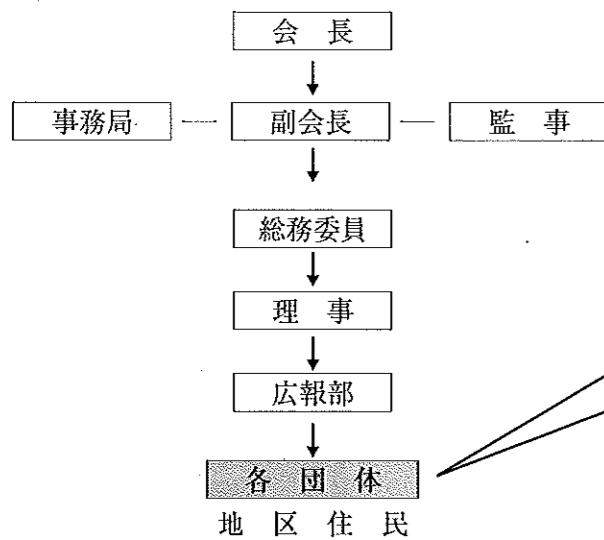 会長
事務局 副会長 監事
総務委員
理事
広報部
各団体
地区住民